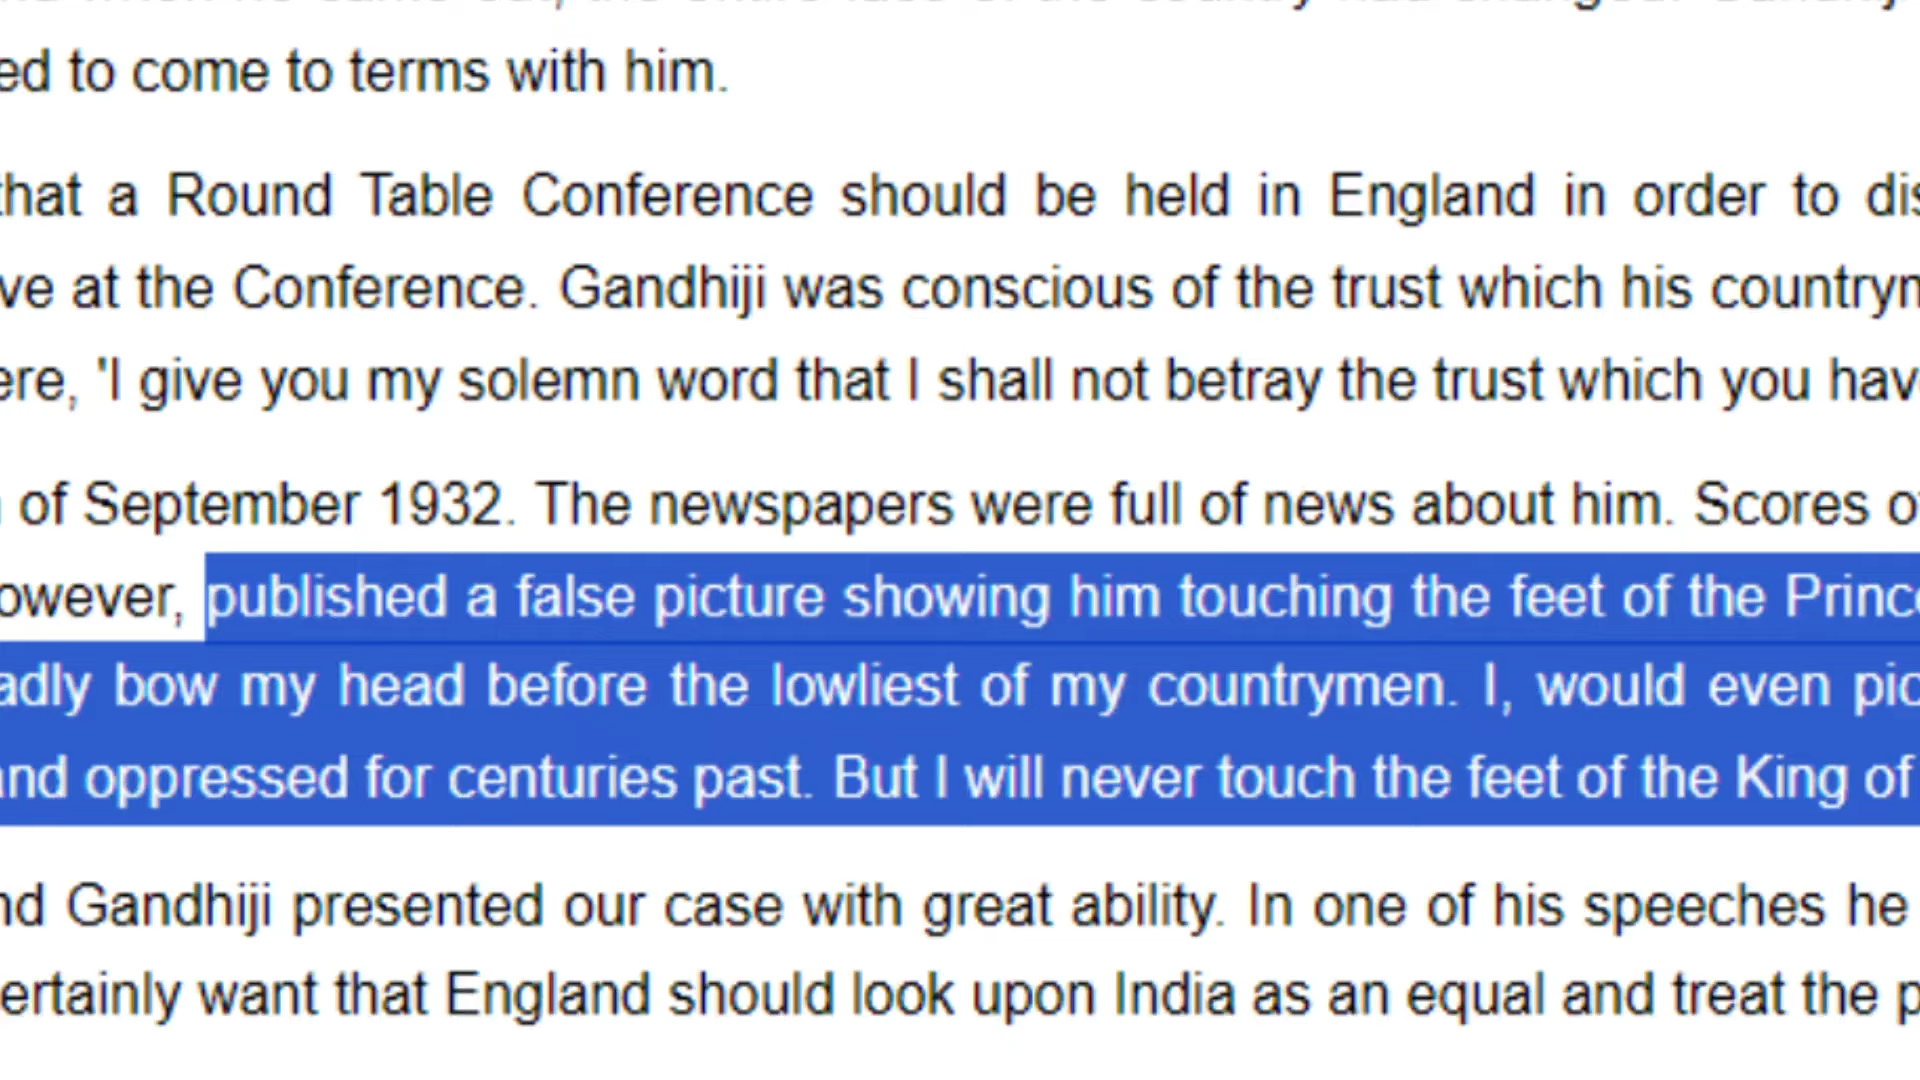 ed to come to terms with him.
that a Round Table Conference should be held in England in order to dis
ve at the Conference. Gandhiji was conscious of the trust which his countrym
ere, 'I give you my solemn word that I shall not betray the trust which you hav
of September 1932. The newspapers were full of news about him. Scores of
owever, published a false picture showing him touching the feet of the Prince
adly bow my head before the lowliest of my countrymen. I, would even pic
and oppressed for centuries past. But I will never touch the feet of the King of
nd Gandhiji presented our case with great ability. In one of his speeches he
ertainly want that England should look upon India as an equal and treat the p